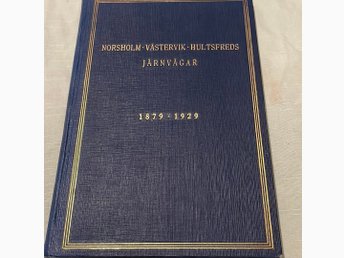 NORSHOLM-VÄSTERVIK-HULTSFREDS
JÄRNVÄGAR
1879-1929